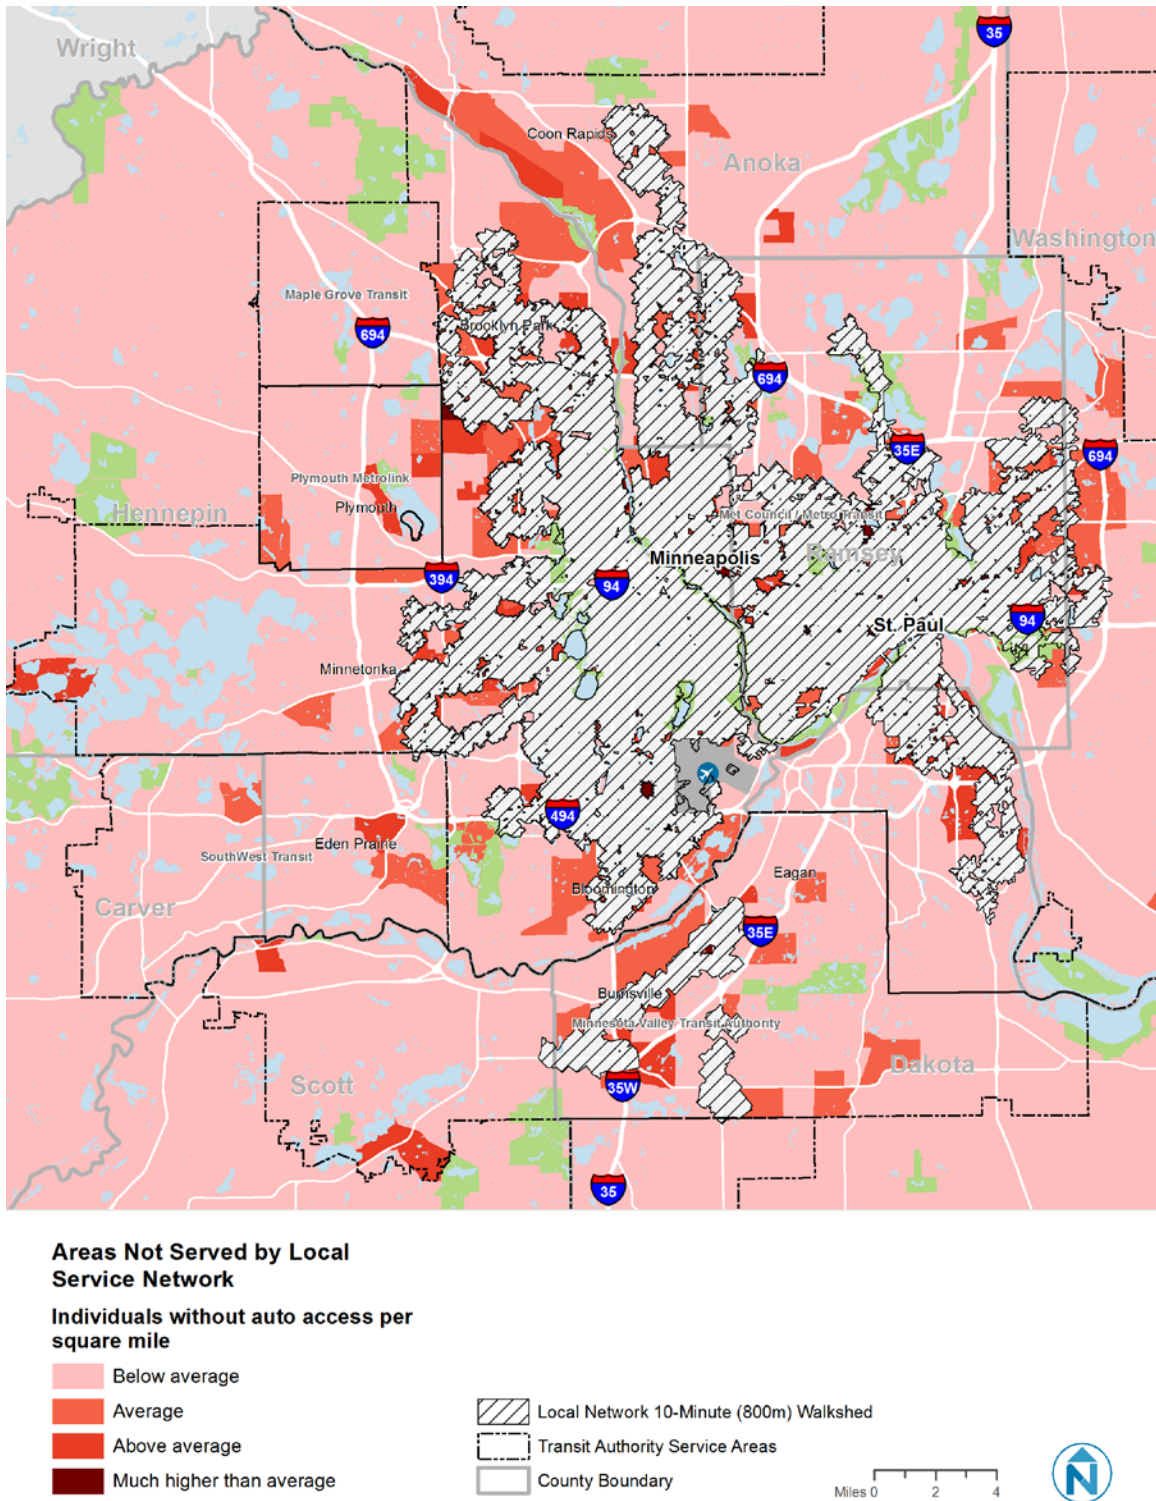 35
Wright
Coon Rapids
Anoka
Washington
Maple Grove Transit
694
Brooklyn Park
694
35E
694
Plymouth Metrolink
Plymouth
Hennepin
Met Council / Metro Transit
Ramsey
Minneapolis
394
94
94
St. Paul
Minnetonka
494
Eden Prairie
SouthWest Transit
Eagan
Bloomington
Carver
35E
Burnsville
Minnesota Valley Transit Authority
Dakota
Scott
35W
35
Areas Not Served by Local
Service Network
Individuals without auto access per
square mile
Below average
Average
Above average
Much higher than average
Local Network 10-Minute (800m) Walkshed
Transit Authority Service Areas
County Boundary
Miles 0 2 4
N